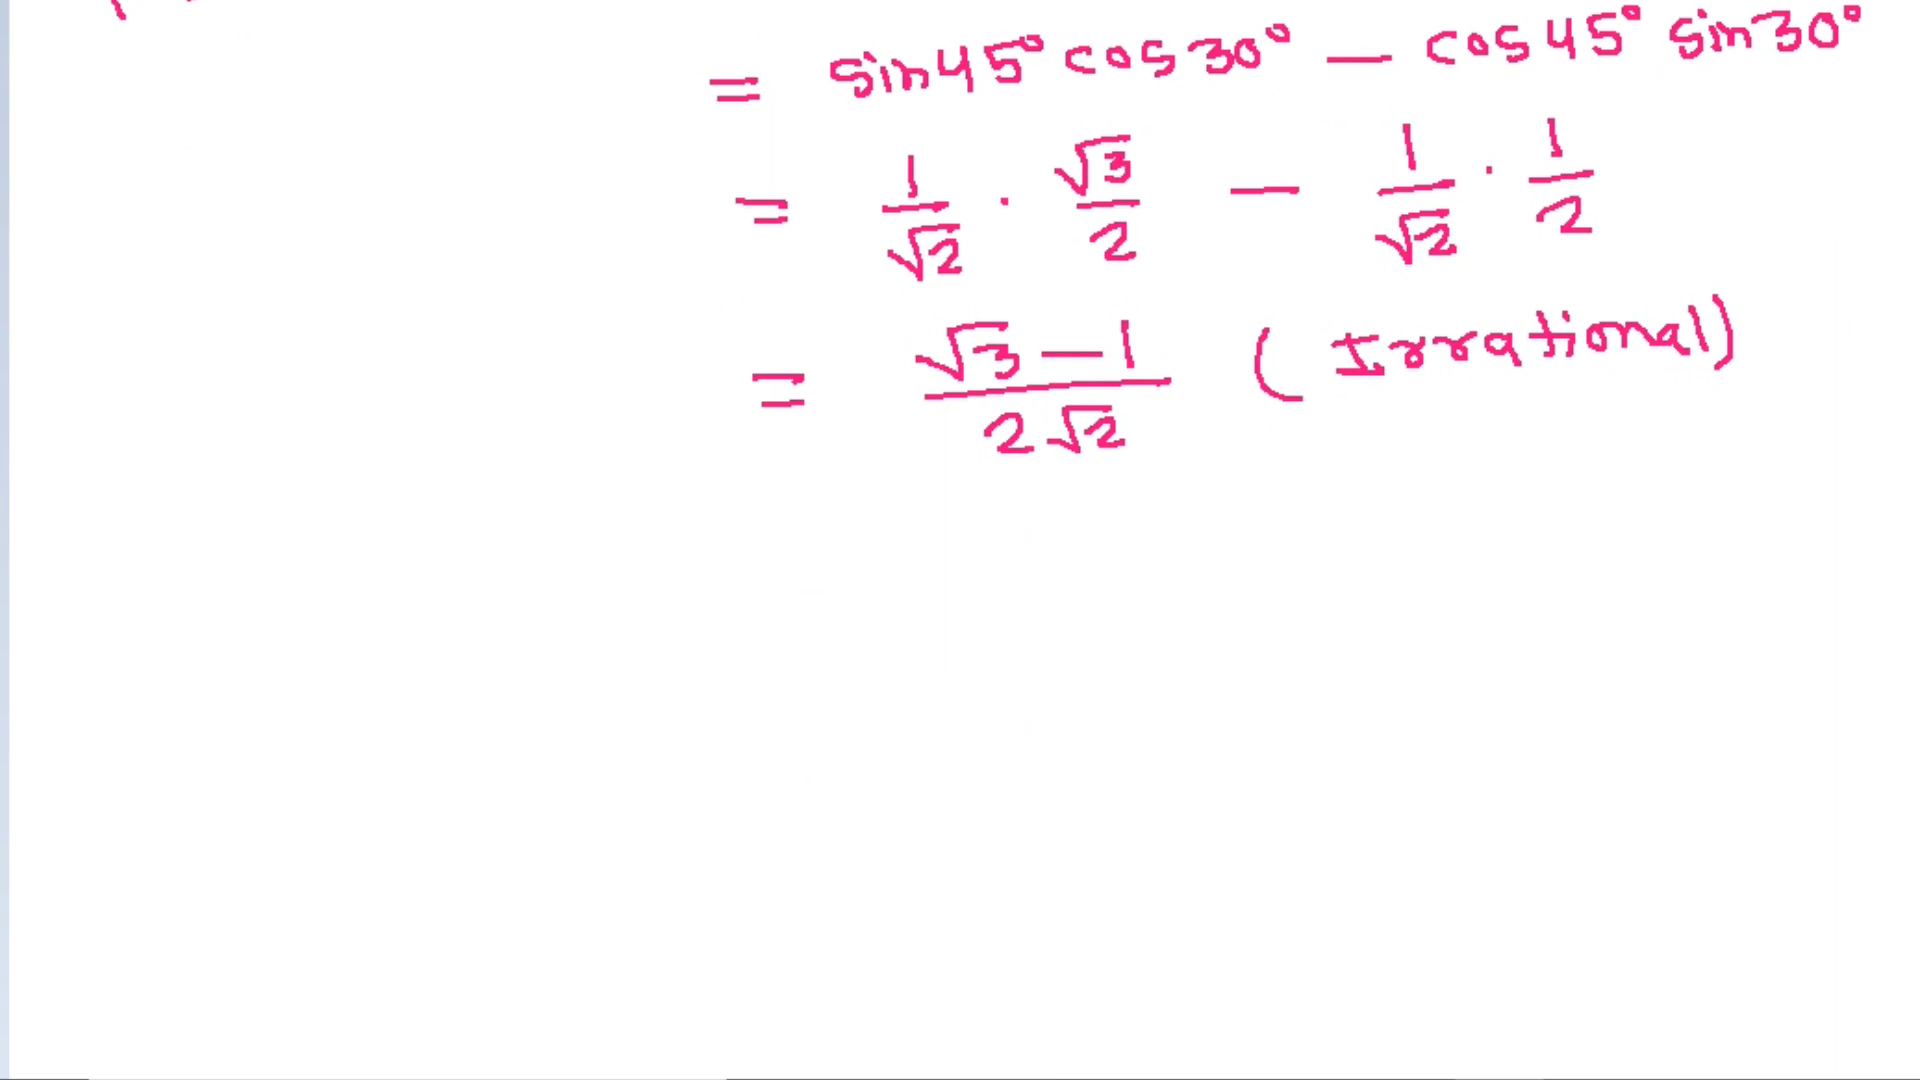 = sin45° cos30° — cos45° sin30°
= 1/√2 · √3/2 — 1/√2 · 1/2
= √3 — 1 / 2√2 (Irrational)